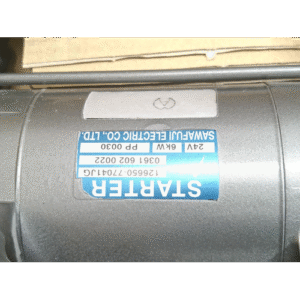 STARTER
126650-77041JG
0361 602 0022
24V 6kW PP 0030
SAWAFUJI ELECTRIC CO., LTD.